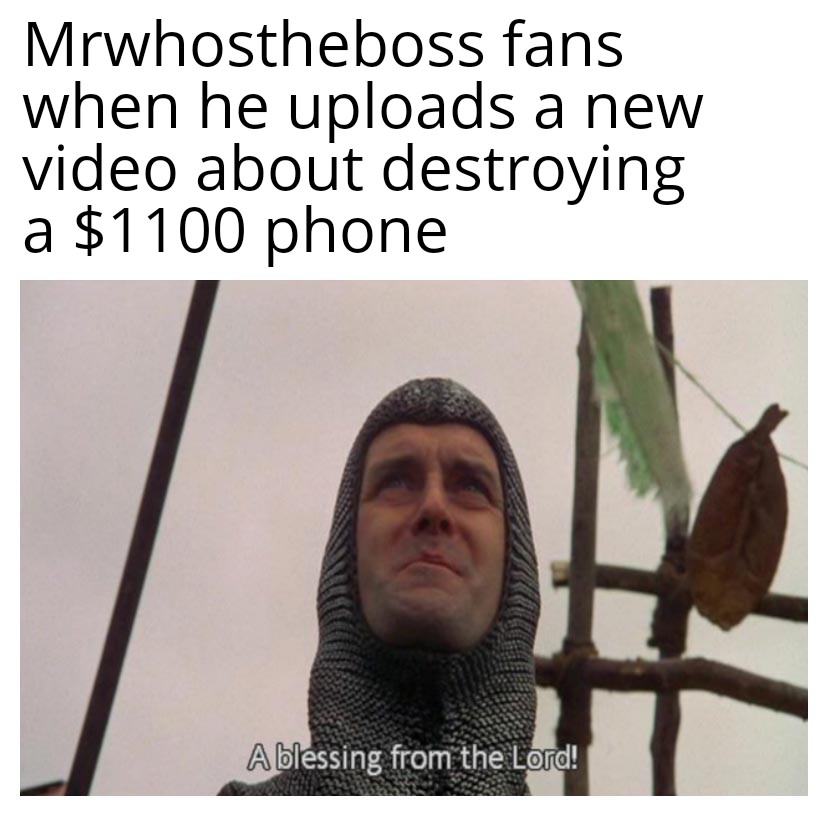 Mrwhostheboss fans
when he uploads a new
video about destroying
a $1100 phone
A blessing from the Lord!